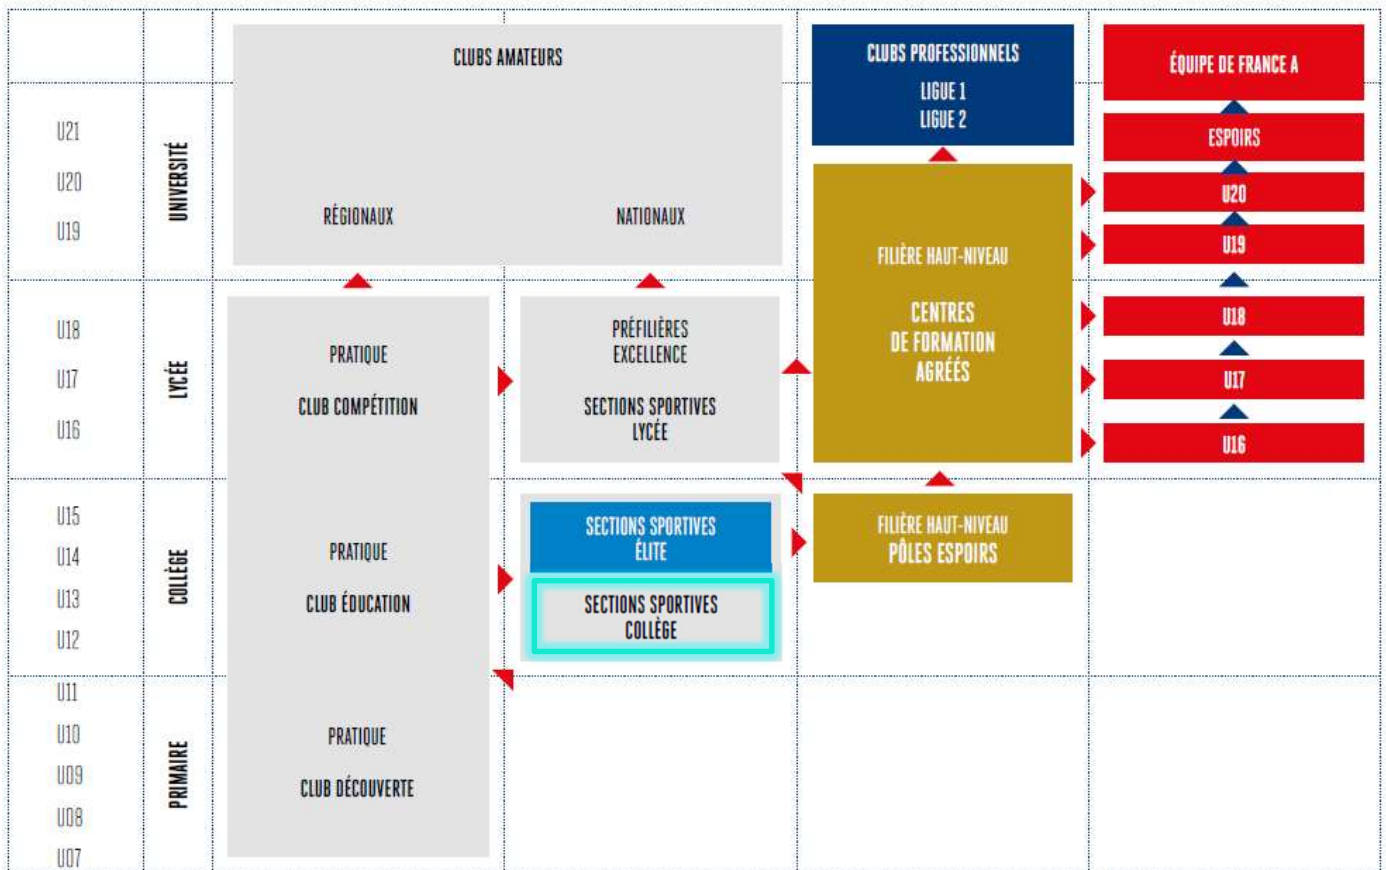 CLUBS AMATEURS
RÉGIONAUX
NATIONAUX
CLUBS PROFESSIONNELS
LIGUE 1
LIGUE 2
ÉQUIPE DE FRANCE A
ESPOIRS
U20
U19
U18
U17
U16
U21
U20
U19
UNIVERSITÉ
FILIÈRE HAUT-NIVEAU
CENTRES
DE FORMATION
AGRÉÉS
U18
U17
U16
LYCÉE
PRATIQUE
CLUB COMPÉTITION
PRÉFILIÈRES
EXCELLENCE
SECTIONS SPORTIVES
LYCÉE
U15
U14
U13
U12
COLLÈGE
PRATIQUE
CLUB ÉDUCATION
SECTIONS SPORTIVES
ÉLITE
SECTIONS SPORTIVES
COLLÈGE
FILIÈRE HAUT-NIVEAU
PÔLES ESPOIRS
U11
U10
U09
U08
U07
PRIMAIRE
PRATIQUE
CLUB DÉCOUVERTE